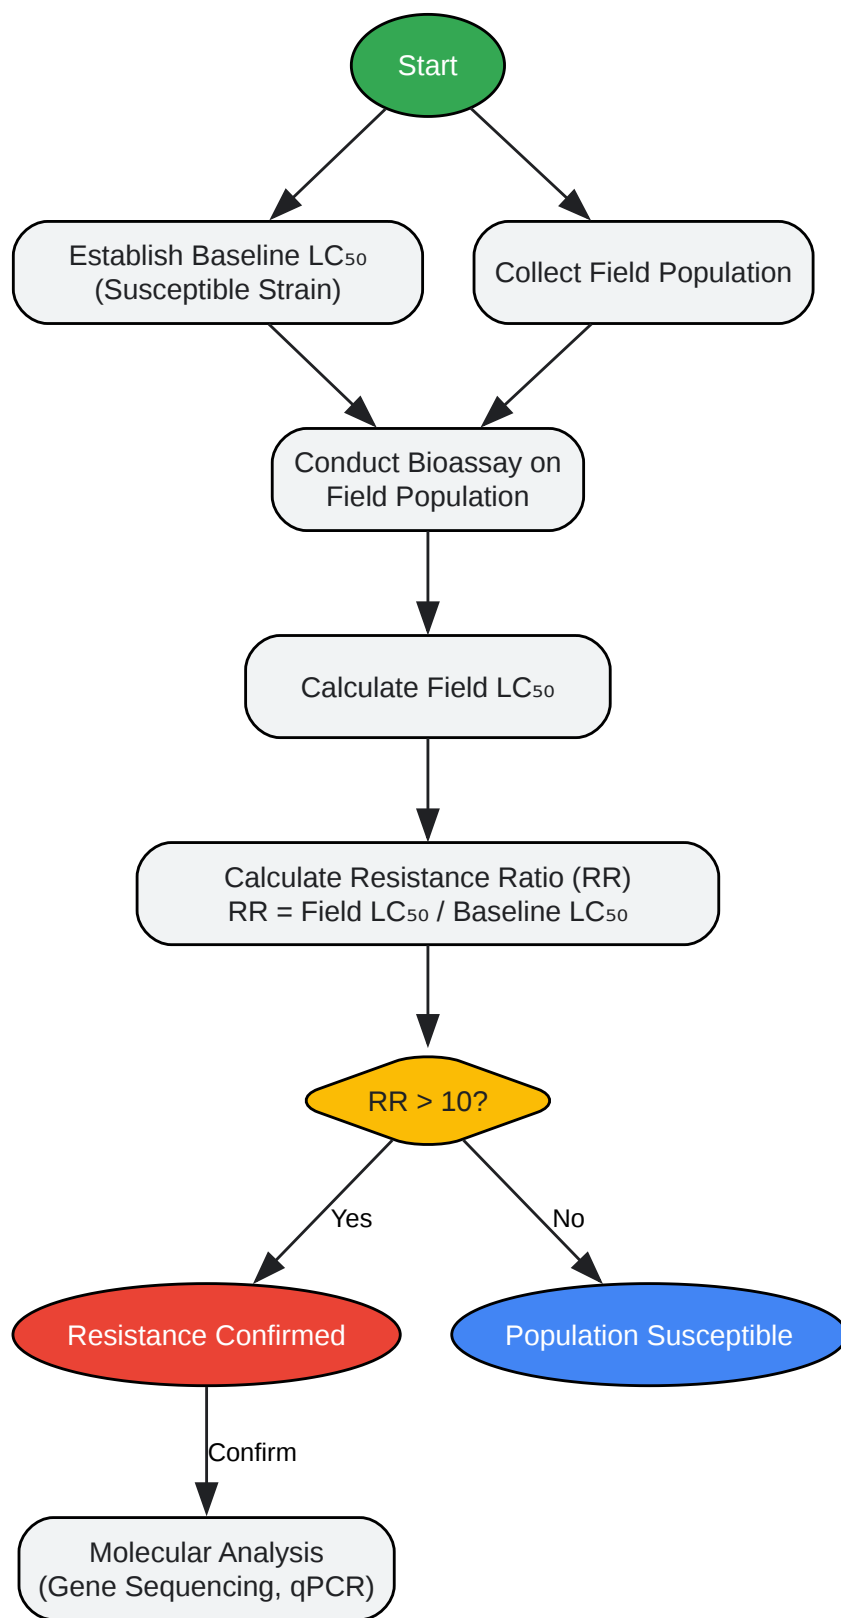 Start
Establish Baseline LC₅₀
(Susceptible Strain)
Collect Field Population
Conduct Bioassay on
Field Population
Calculate Field LC₅₀
Calculate Resistance Ratio (RR)
RR = Field LC₅₀ / Baseline LC₅₀
RR > 10?
Yes
No
Resistance Confirmed
Population Susceptible
Confirm
Molecular Analysis
(Gene Sequencing, qPCR)